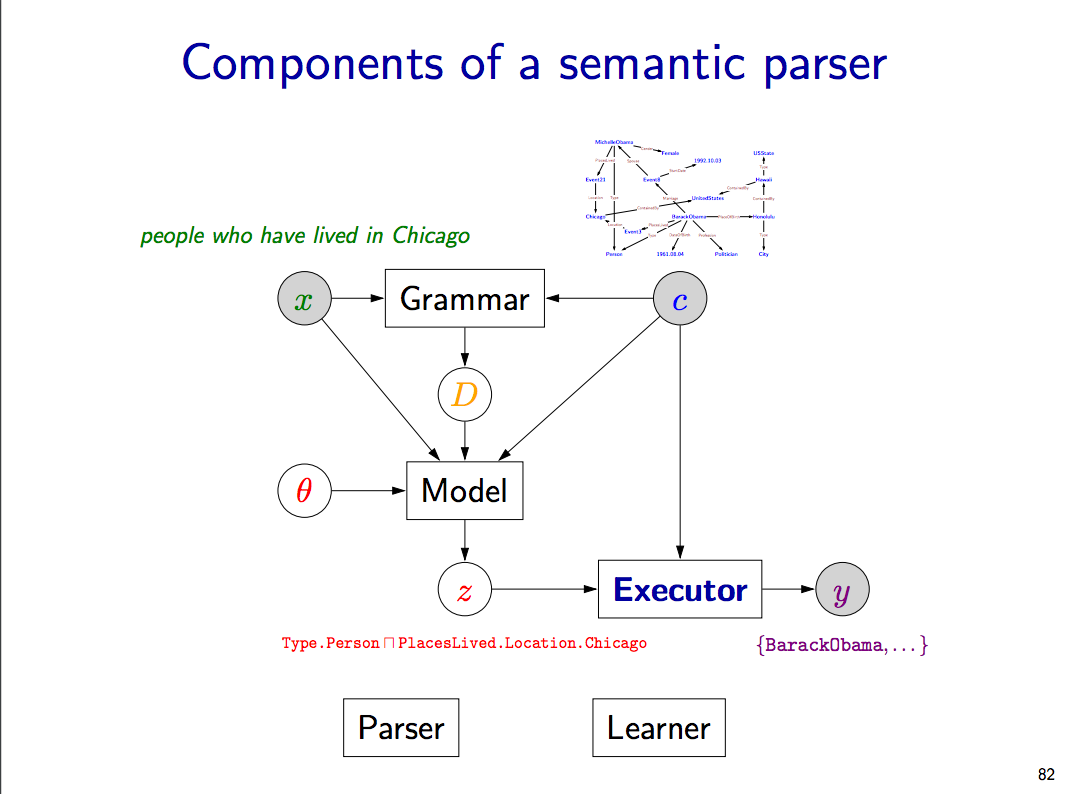 Components of a semantic parser
MichelleObama
Gender
Female
USState
PlacesLived
Spouse
1992.10.03
StartDate
Type
Event21
Event8
Hawaii
ContainedBy
Location
Type
Marriage
UnitedStates
ContainedBy
ContainedBy
Chicago
BarackObama
PlaceOfBirth
Honolulu
Location
PlacesLived
Event3
Type
DateOfBirth
Profession
Type
Person
1961.08.04
Politician
City
people who have lived in Chicago
x
Grammar
c
D
θ
Model
z
Executor
y
Type.Person ⊓ PlacesLived.Location.Chicago
{BarackObama,...}
Parser
Learner
82